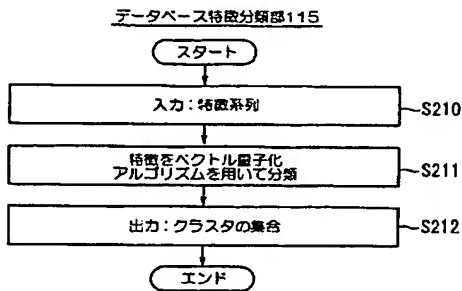 データベース特徴分類部115
スタート
入力：特徴系列
S210
特徴をベクトル量子化
アルゴリズムを用いて分類
S211
出力：クラスタの集合
S212
エンド